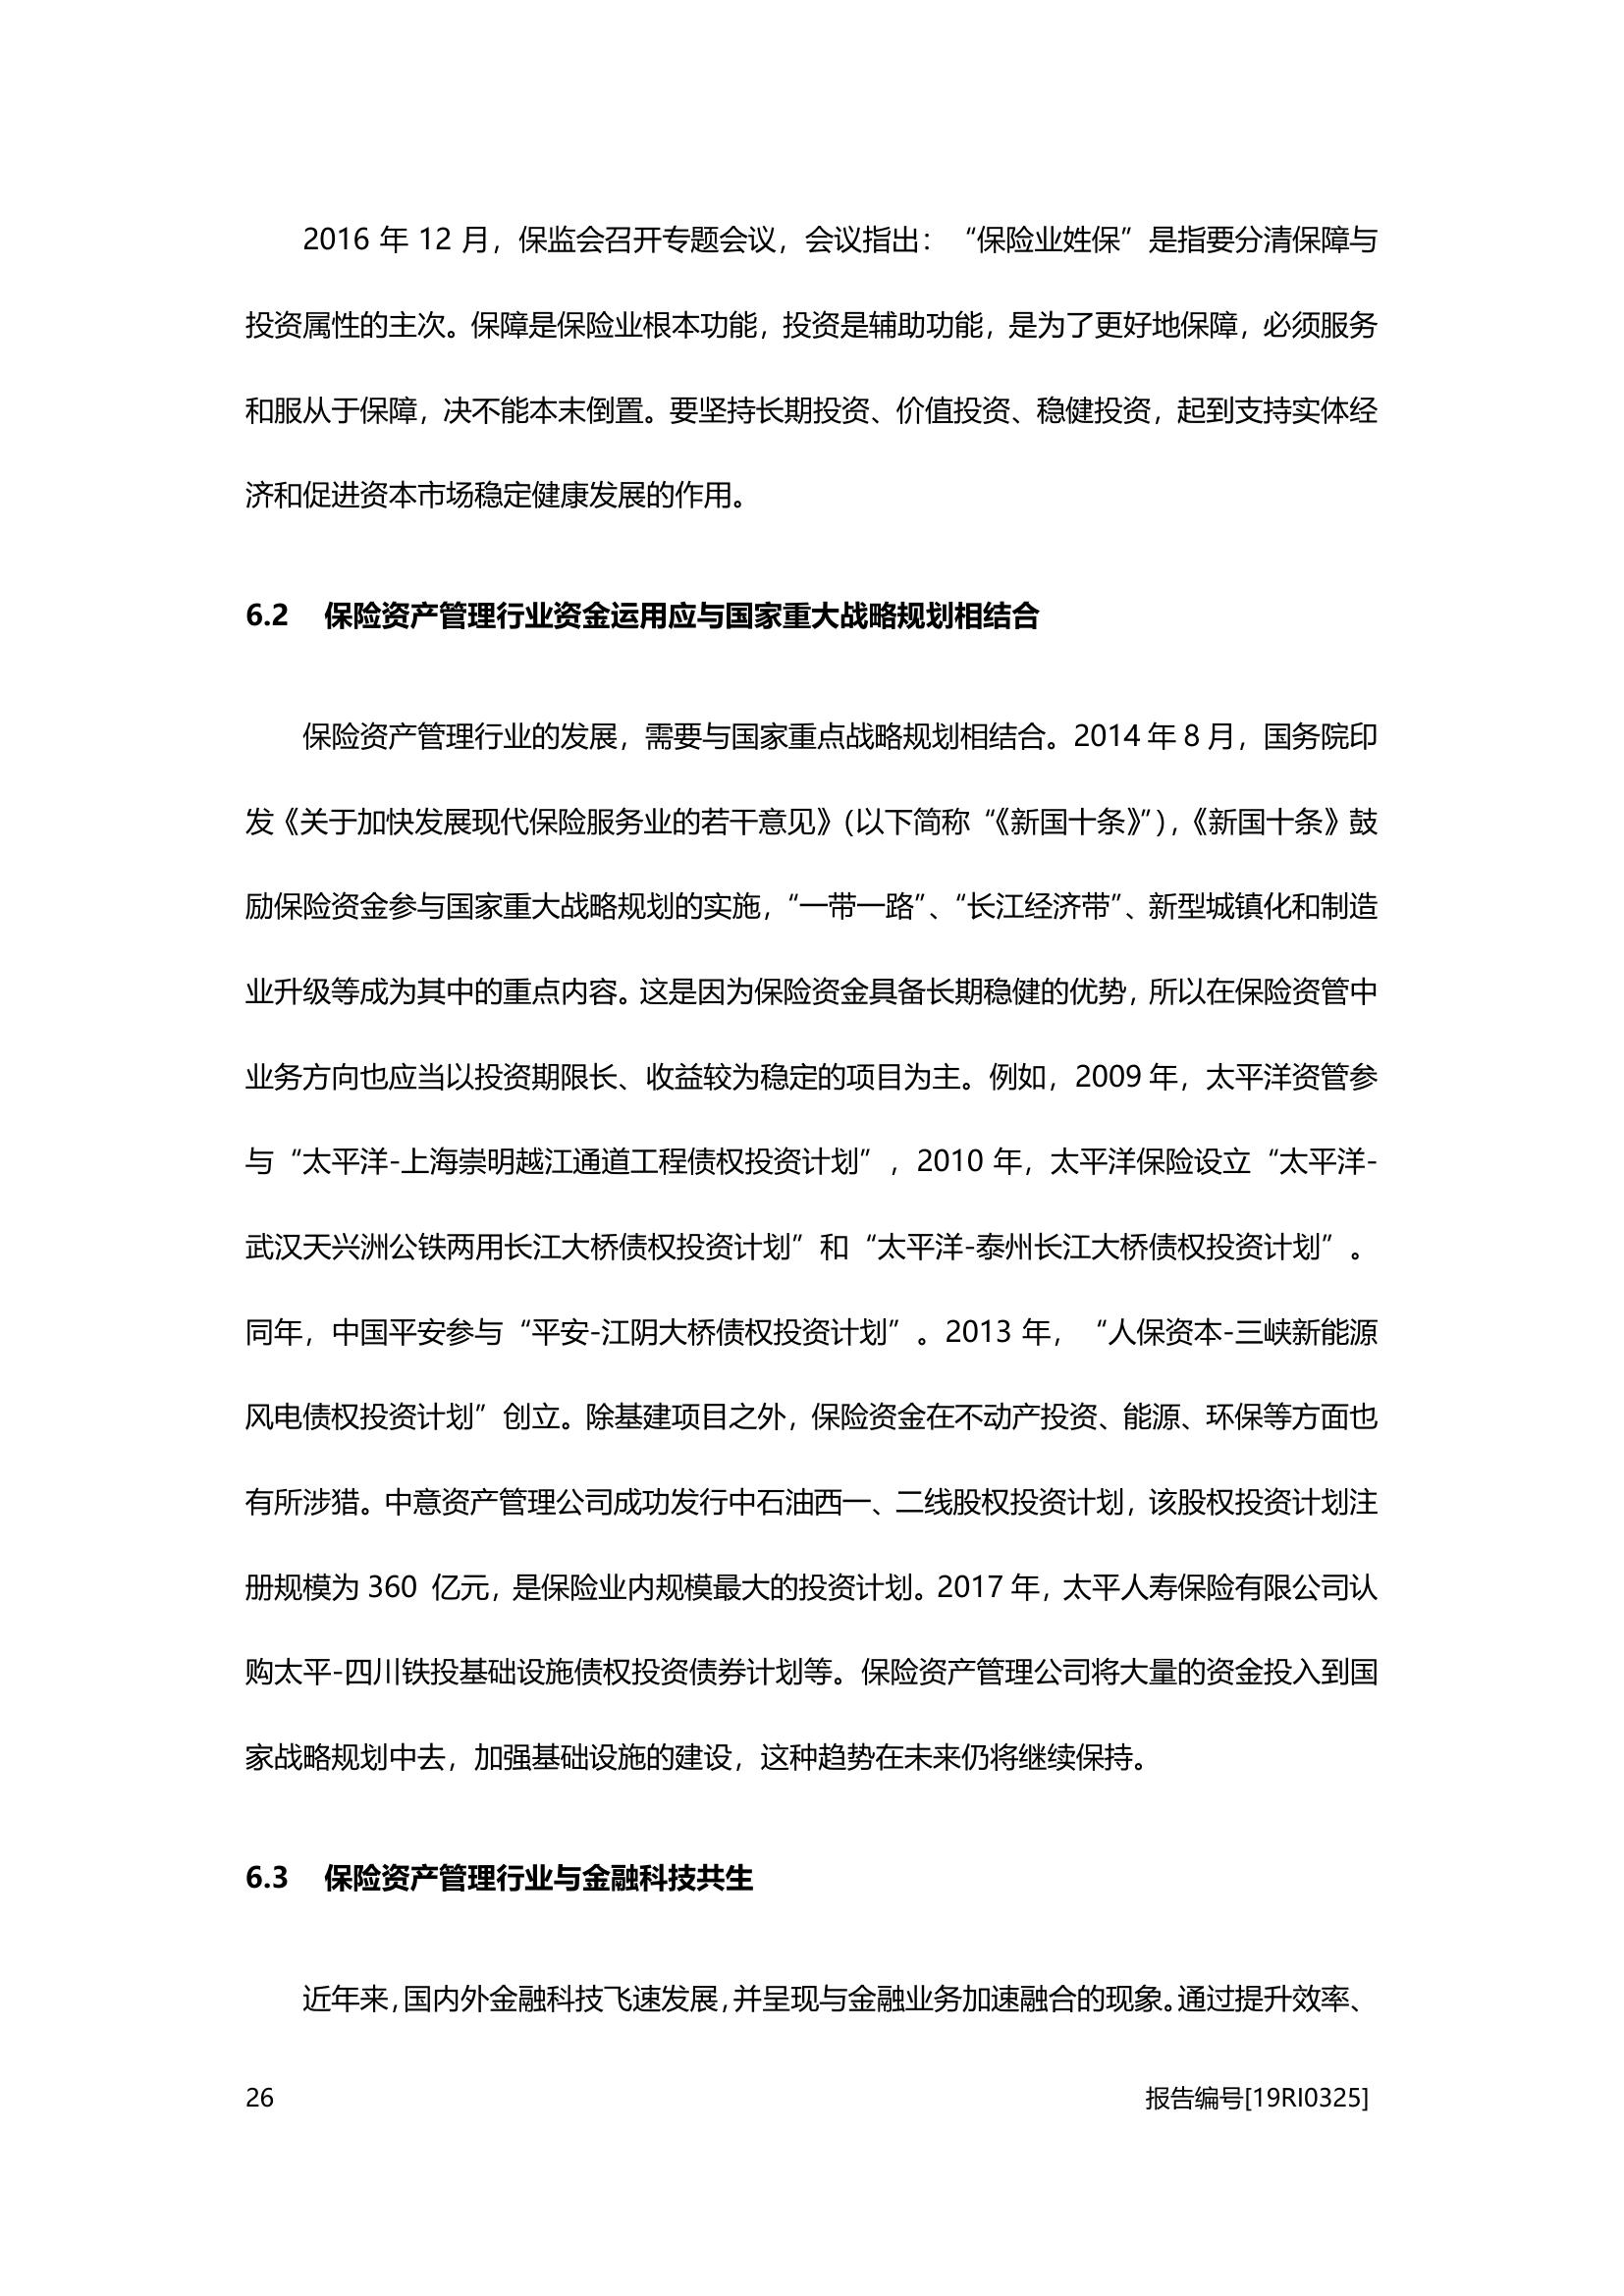 2016 年 12 月，保监会召开专题会议，会议指出：“保险业姓保”是指要分清保障与
投资属性的主次。保障是保险业根本功能，投资是辅助功能，是为了更好地保障，必须服务
和服从于保障，决不能本末倒置。要坚持长期投资、价值投资、稳健投资，起到支持实体经
济和促进资本市场稳定健康发展的作用。
6.2 保险资产管理行业资金运用应与国家重大战略规划相结合
保险资产管理行业的发展，需要与国家重点战略规划相结合。2014 年 8 月，国务院印
发《关于加快发展现代保险服务业的若干意见》（以下简称“《新国十条》”），《新国十条》鼓
励保险资金参与国家重大战略规划的实施，“一带一路”、“长江经济带”、新型城镇化和制造
业升级等成为其中的重点内容。这是因为保险资金具备长期稳健的优势，所以在保险资管中
业务方向也应当以投资期限长、收益较为稳定的项目为主。例如，2009 年，太平洋资管参
与“太平洋-上海崇明越江通道工程债权投资计划”，2010 年，太平洋保险设立“太平洋-
武汉天兴洲公铁两用长江大桥债权投资计划”和“太平洋-泰州长江大桥债权投资计划”。
同年，中国平安参与“平安-江阴大桥债权投资计划”。2013 年，“人保资本-三峡新能源
风电债权投资计划”创立。除基建项目之外，保险资金在不动产投资、能源、环保等方面也
有所涉猎。中意资产管理公司成功发行中石油西一、二线股权投资计划，该股权投资计划注
册规模为 360 亿元，是保险业内规模最大的投资计划。2017 年，太平人寿保险有限公司认
购太平-四川铁投基础设施债权投资债券计划等。保险资产管理公司将大量的资金投入到国
家战略规划中去，加强基础设施的建设，这种趋势在未来仍将继续保持。
6.3 保险资产管理行业与金融科技共生
近年来，国内外金融科技飞速发展，并呈现与金融业务加速融合的现象。通过提升效率、
26 报告编号[19RI0325]